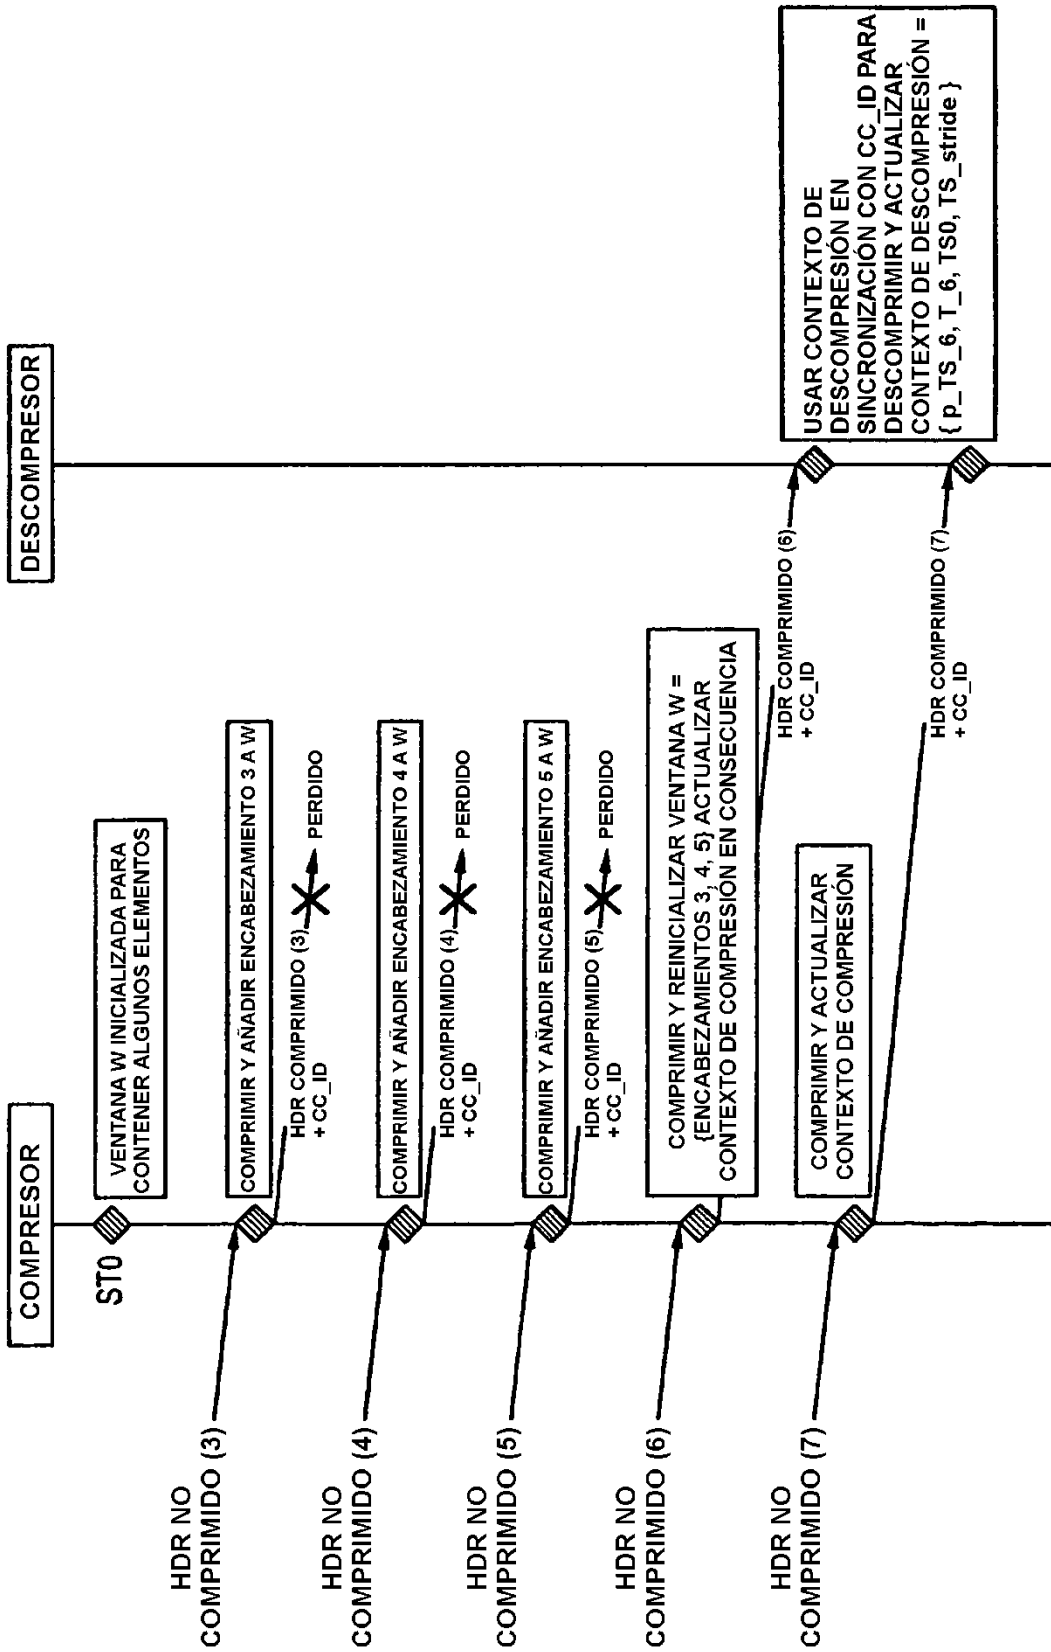 COMPRESOR
DESCOMPRESOR
ST0
VENTANA W INICIALIZADA PARA
CONTENER ALGUNOS ELEMENTOS
HDR NO
COMPRIMIDO (3)
COMPRIMIR Y AÑADIR ENCABEZAMIENTO 3 A W
HDR COMPRIMIDO (3)
+ CC_ID
PERDIDO
HDR NO
COMPRIMIDO (4)
COMPRIMIR Y AÑADIR ENCABEZAMIENTO 4 A W
HDR COMPRIMIDO (4)
+ CC_ID
PERDIDO
HDR NO
COMPRIMIDO (5)
COMPRIMIR Y AÑADIR ENCABEZAMIENTO 5 A W
HDR COMPRIMIDO (5)
+ CC_ID
PERDIDO
HDR NO
COMPRIMIDO (6)
COMPRIMIR Y REINICIALIZAR VENTANA W =
{ENCABEZAMIENTOS 3, 4, 5} ACTUALIZAR
CONTEXTO DE COMPRESIÓN EN CONSECUENCIA
HDR COMPRIMIDO (6)
+ CC_ID
USAR CONTEXTO DE
DESCOMPRESIÓN EN
SINCRONIZACIÓN CON CC_ID PARA
DESCOMPRIMIR Y ACTUALIZAR
CONTEXTO DE DESCOMPRESIÓN =
{ p_TS_6, T_6, TS0, TS_stride }
HDR NO
COMPRIMIDO (7)
COMPRIMIR Y ACTUALIZAR
CONTEXTO DE COMPRESIÓN
HDR COMPRIMIDO (7)
+ CC_ID